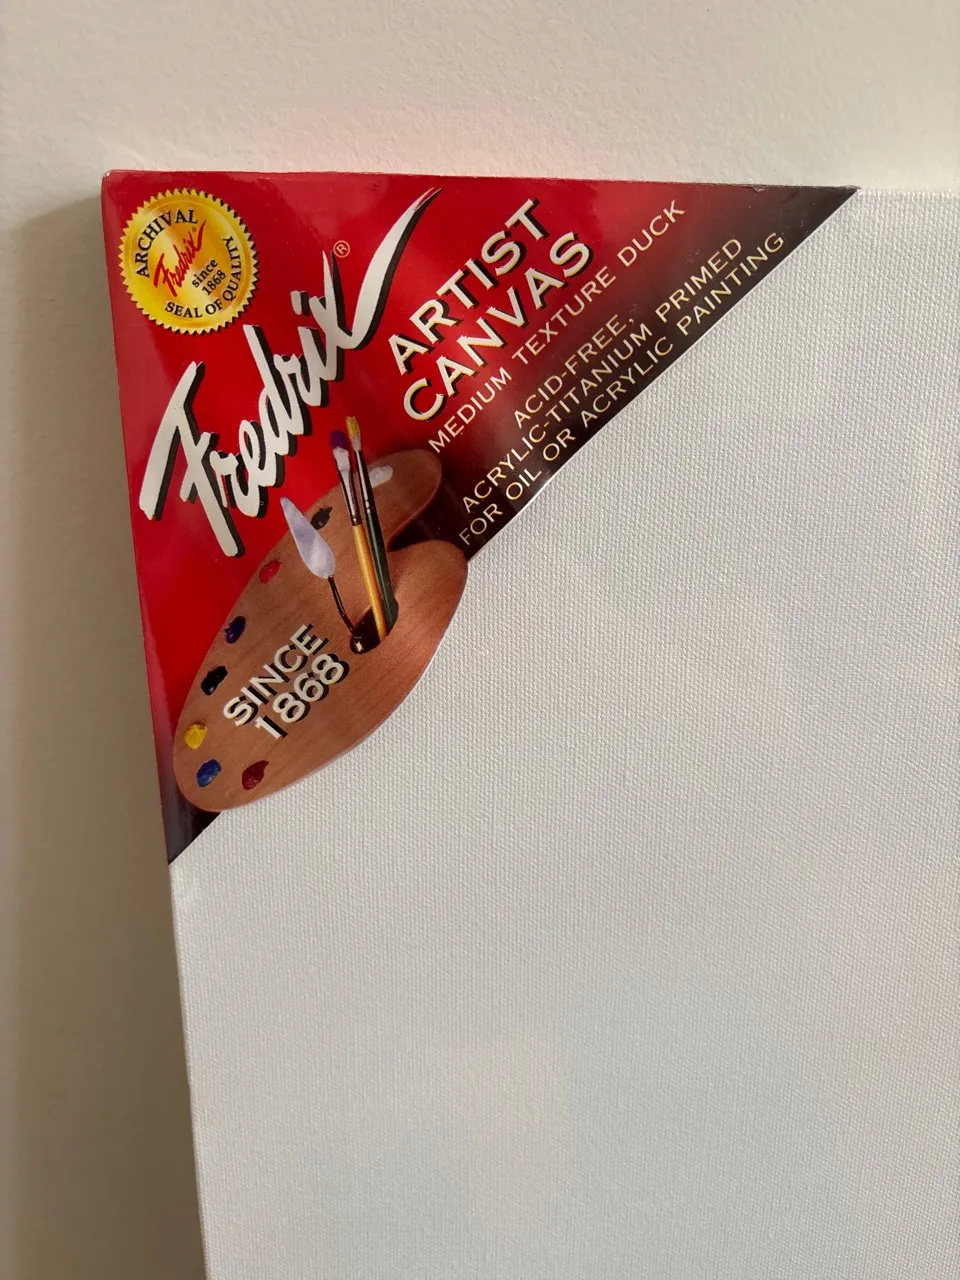 ARCHIVAL
Fredrix
since
1868
SEAL OF QUALITY
Fredrix®
ARTIST
CANVAS
MEDIUM TEXTURE DUCK
ACID-FREE,
ACRYLIC-TITANIUM PRIMED
FOR OIL OR ACRYLIC PAINTING
SINCE
1868